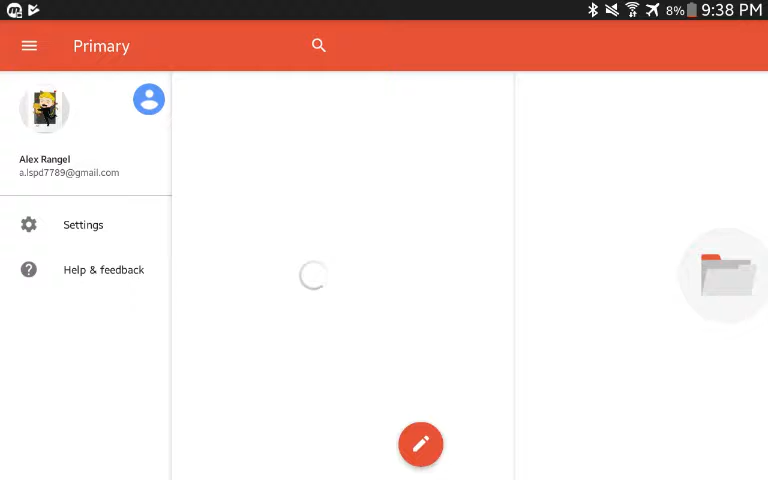 8% 9:38 PM
Primary
Alex Rangel
a.lspd7789@gmail.com
Settings
Help & feedback